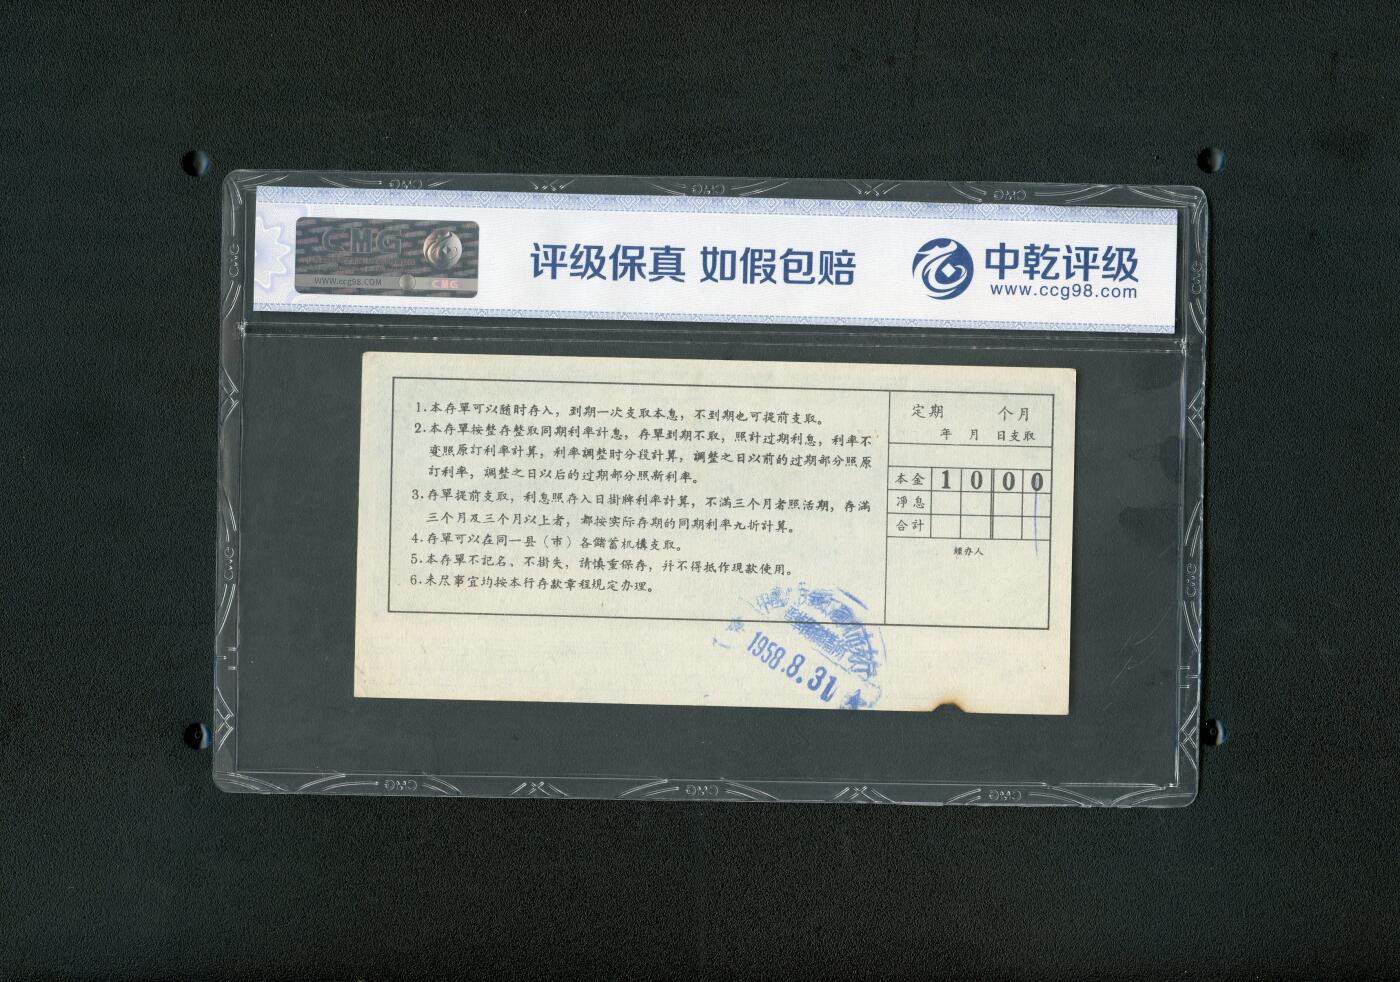 CMG
WWW.ccg98.COM
CMG
评级保真 如假包赔
中乾评级
www.ccg98.com
1.本存單可以随时存入，到期一次支取本息，不到期也可提前支取。
2.本存單按整存整取同期利率計息，存單到期不取，照計过期利息，利率不
变照原訂利率計算，利率調整时分段計算，調整之日以前的过期部分照原
訂利率，調整之日以后的过期部分照新利率。
3.存單提前支取，利息照存入日掛牌利率計算，不滿三个月者照活期，存滿
三个月及三个月以上者，都按实际存期的同期利率九折計算。
4.存單可以在同一县（市）各儲蓄机構支取。
5.本存單不記名、不掛失，請慎重保存，幷不得抵作現款使用。
6.未尽事宜均按本行存款章程規定办理。
定期 个月
年 月 日支取
本金 1 0 0 0
凈息
合計
經办人
1958.8.31